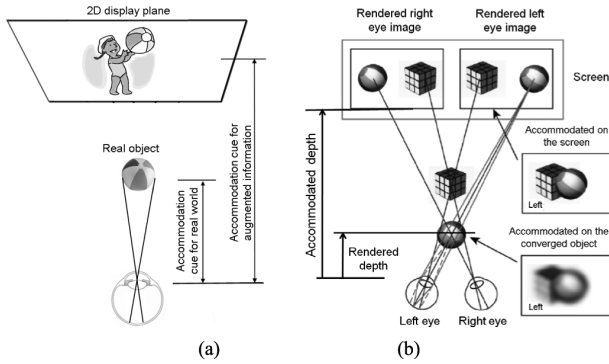 2D display plane
Real object
Accommodation
cue for real world
Accommodation cue for
augmented information
(a)
Rendered right
eye image
Rendered left
eye image
Screen
Accommodated on
the screen
Left
Accommodated depth
Rendered
depth
Accommodated on the
converged object
Left
Left eye
Right eye
(b)